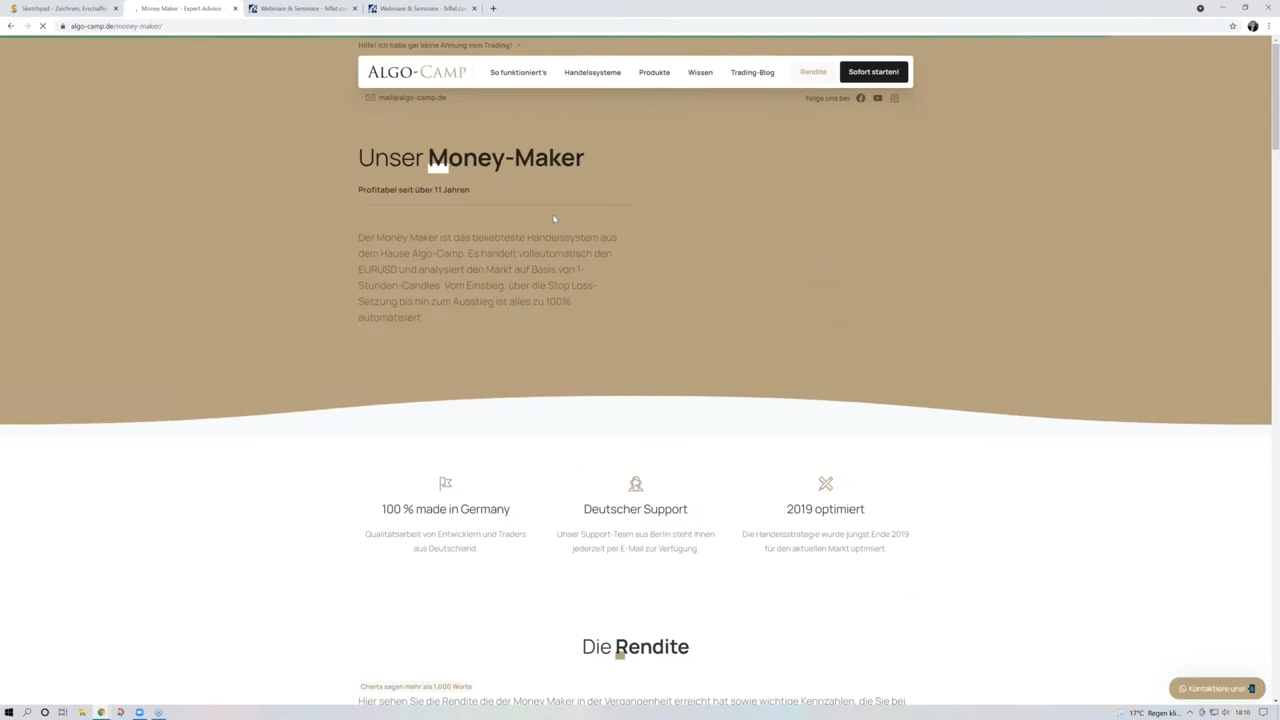 Sketchpad - Zeichnen, Erschaffen
Money Maker - Expert Advisor -
Webinare & Seminare - fxflat.com
Webinare & Seminare - fxflat.com
algo-camp.de/money-maker/
Hilfe! Ich habe gar keine Ahnung vom Trading! >
ALGO-CAMP
So funktioniert's
Handelssysteme
Produkte
Wissen
Trading-Blog
Rendite
Sofort starten!
mail@algo-camp.de
Folge uns bei
Unser Money-Maker
Profitabel seit über 11 Jahren
Der Money Maker ist das beliebteste Handelssystem aus
dem Hause Algo-Camp. Es handelt vollautomatisch den
EURUSD und analysiert den Markt auf Basis von 1-
Stunden-Candles. Vom Einstieg, über die Stop Loss-
Setzung bis hin zum Ausstieg ist alles zu 100%
automatisiert.
100 % made in Germany
Qualitätsarbeit von Entwicklern und Traders
aus Deutschland.
Deutscher Support
Unser Support-Team aus Berlin steht Ihnen
jederzeit per E-Mail zur Verfügung.
2019 optimiert
Die Handelsstrategie wurde jüngst Ende 2019
für den aktuellen Markt optimiert.
Die Rendite
Charts sagen mehr als 1.000 Worte
Hier sehen Sie die Rendite die der Money Maker in der Vergangenheit erreicht hat sowie wichtige Kennzahlen, die Sie bei
Kontaktiere uns!
17°C Regen kli...
18:10